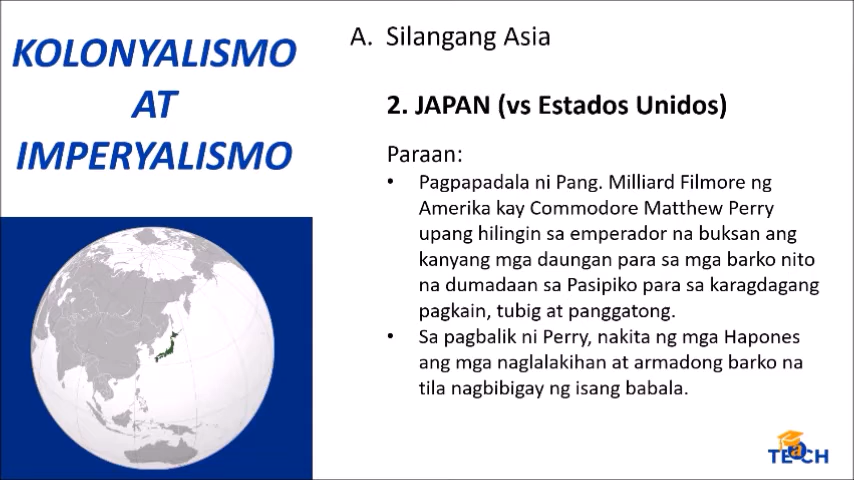 KOLONYALISMO
AT
IMPERYALISMO
A. Silangang Asia
2. JAPAN (vs Estados Unidos)
Paraan:
• Pagpapadala ni Pang. Milliard Filmore ng
Amerika kay Commodore Matthew Perry
upang hilingin sa emperador na buksan ang
kanyang mga daungan para sa mga barko nito
na dumadaan sa Pasipiko para sa karagdagang
pagkain, tubig at panggatong.
• Sa pagbalik ni Perry, nakita ng mga Hapones
ang mga naglalakihan at armadong barko na
tila nagbibigay ng isang babala.
TEaCH